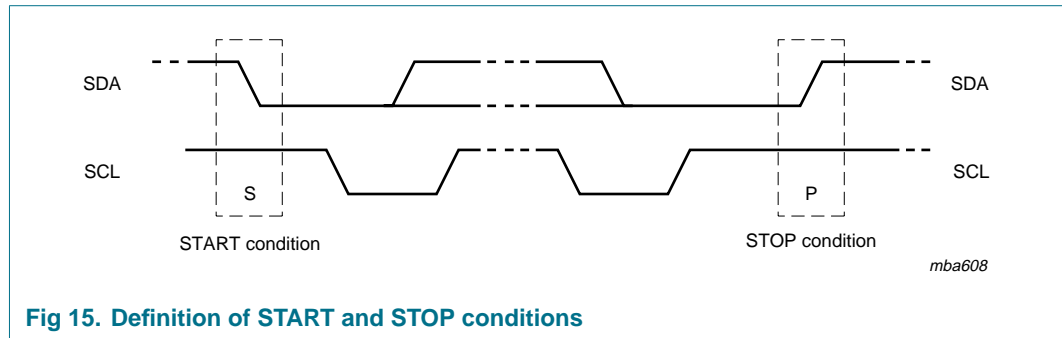 SDA SDA
SCL SCL
S P
START condition STOP condition
mba608
Fig 15. Definition of START and STOP conditions